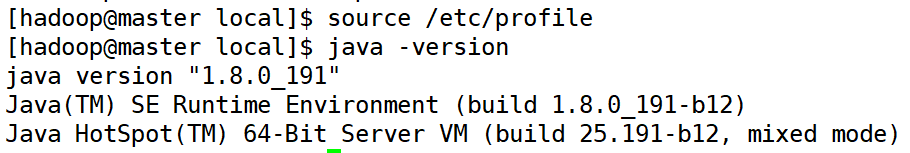 [hadoop@master local]$ source /etc/profile
[hadoop@master local]$ java -version
java version "1.8.0_191"
Java(TM) SE Runtime Environment (build 1.8.0_191-b12)
Java HotSpot(TM) 64-Bit Server VM (build 25.191-b12, mixed mode)